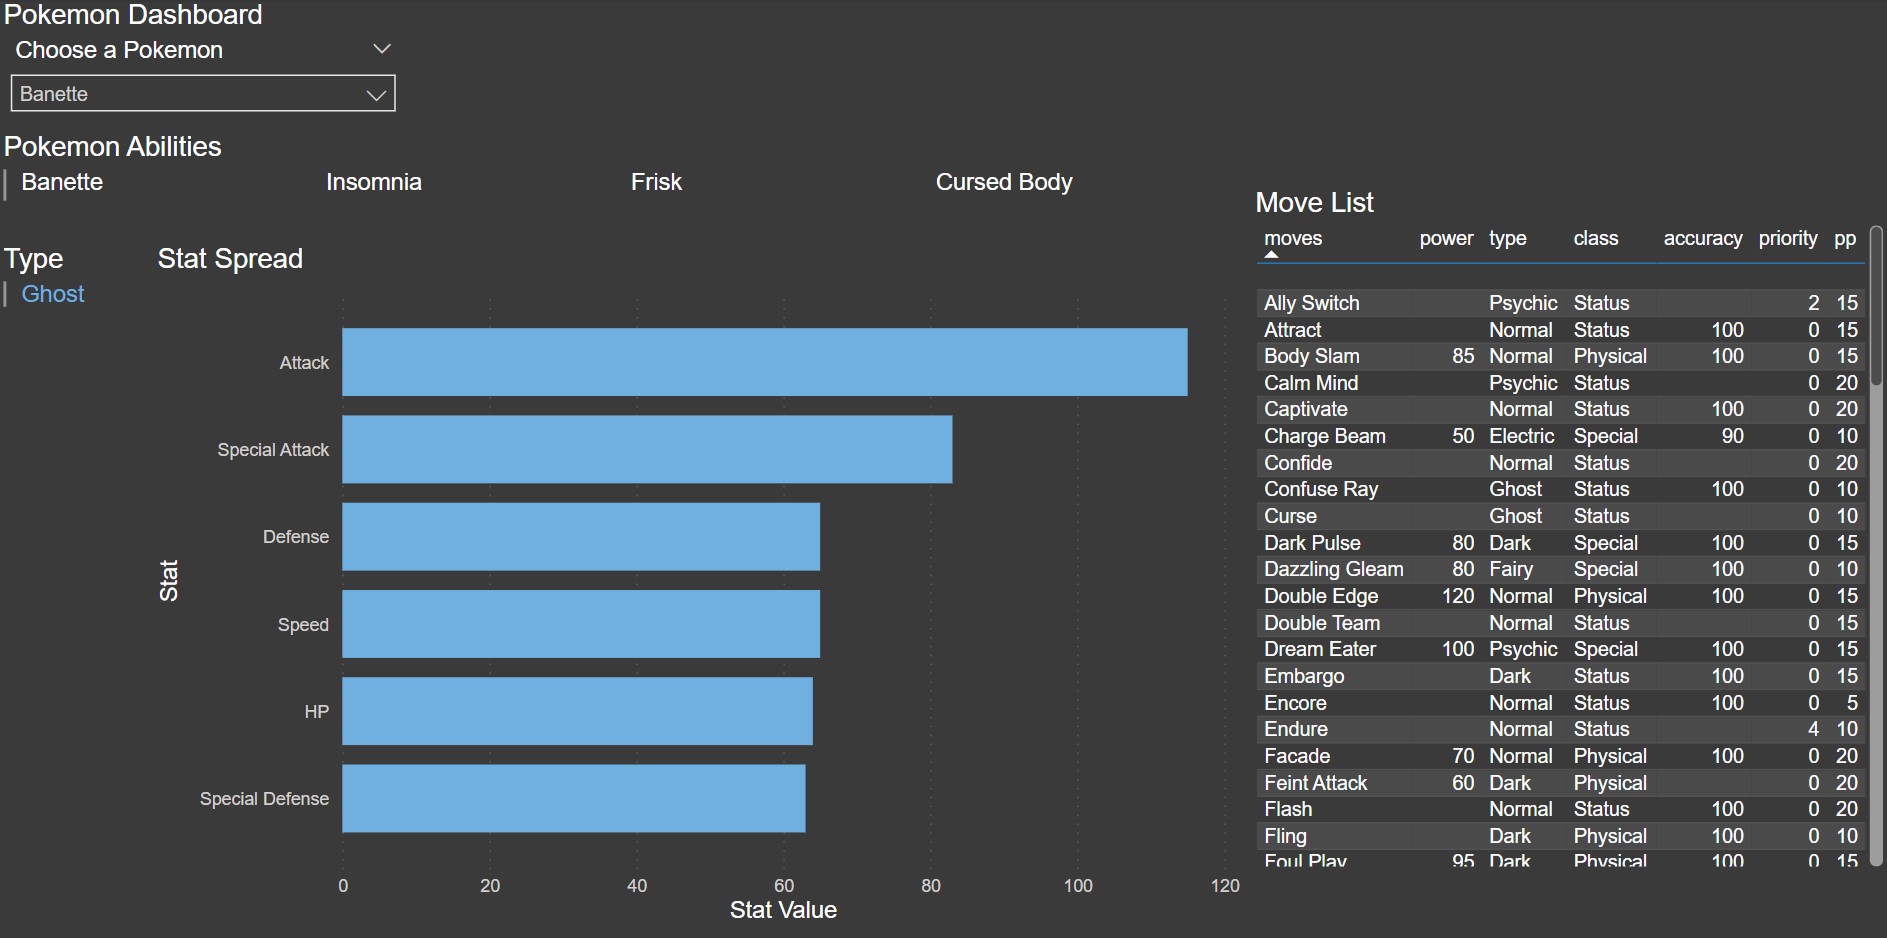 Pokemon Dashboard
Choose a Pokemon
Banette
Pokemon Abilities
Banette Insomnia Frisk Cursed Body
Type
Ghost
Stat Spread
Attack
Special Attack
Defense
Speed
HP
Special Defense
Stat
0 20 40 60 80 100 120
Stat Value
Move List
moves power type class accuracy priority pp
Ally Switch Psychic Status 2 15
Attract Normal Status 100 0 15
Body Slam 85 Normal Physical 100 0 15
Calm Mind Psychic Status 0 20
Captivate Normal Status 100 0 20
Charge Beam 50 Electric Special 90 0 10
Confide Normal Status 0 20
Confuse Ray Ghost Status 100 0 10
Curse Ghost Status 0 10
Dark Pulse 80 Dark Special 100 0 15
Dazzling Gleam 80 Fairy Special 100 0 10
Double Edge 120 Normal Physical 100 0 15
Double Team Normal Status 0 15
Dream Eater 100 Psychic Special 100 0 15
Embargo Dark Status 100 0 15
Encore Normal Status 100 0 5
Endure Normal Status 4 10
Facade 70 Normal Physical 100 0 20
Feint Attack 60 Dark Physical 0 20
Flash Normal Status 100 0 20
Fling Dark Physical 100 0 10
Foul Play 95 Dark Physical 100 0 15